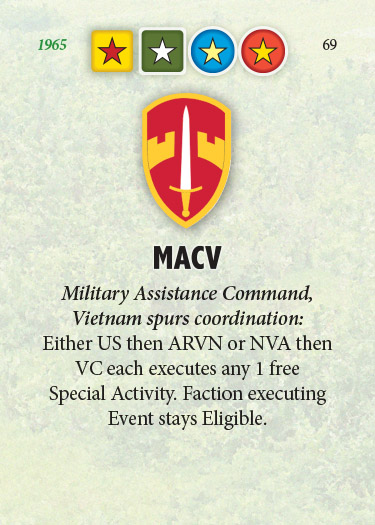 1965 69
MACV
Military Assistance Command,
Vietnam spurs coordination:
Either US then ARVN or NVA then
VC each executes any 1 free
Special Activity. Faction executing
Event stays Eligible.